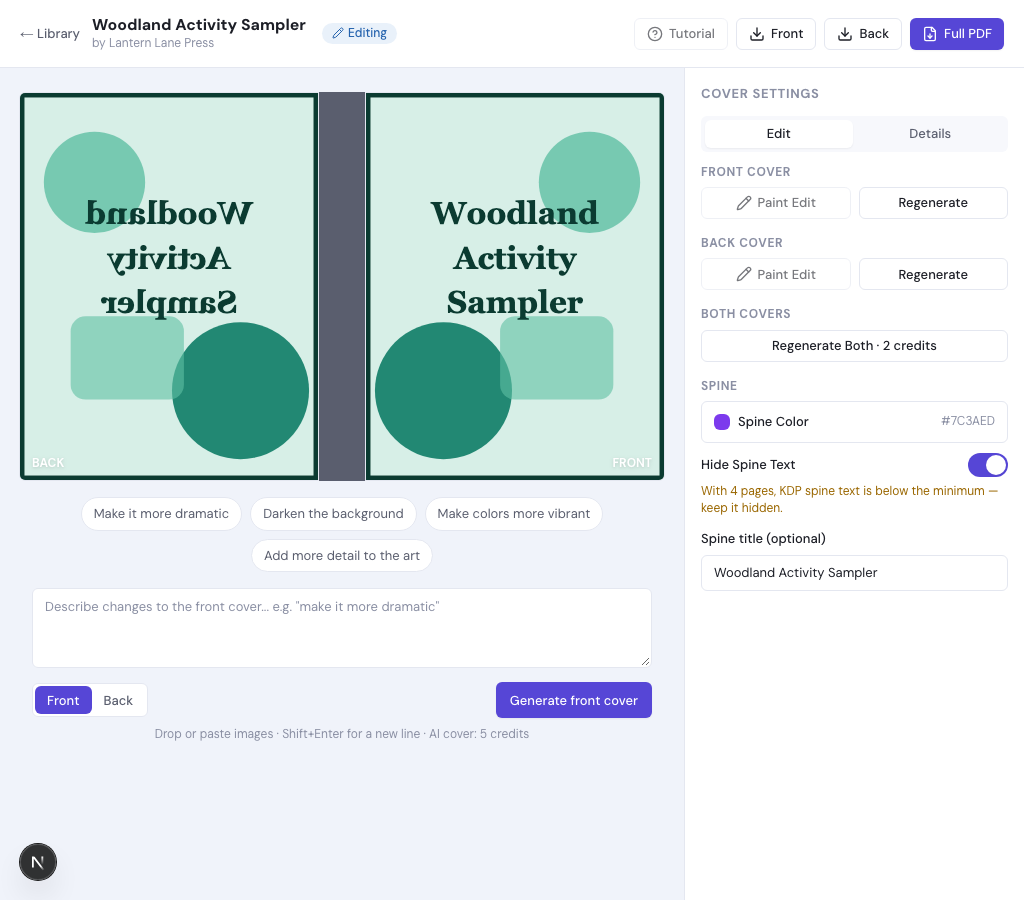 ← Library
Woodland Activity Sampler
by Lantern Lane Press
Editing
Tutorial
Front
Back
Full PDF
Woodland
Activity
Sampler
BACK
Woodland
Activity
Sampler
FRONT
Make it more dramatic
Darken the background
Make colors more vibrant
Add more detail to the art
Describe changes to the front cover... e.g. "make it more dramatic"
Front
Back
Generate front cover
Drop or paste images · Shift+Enter for a new line · AI cover: 5 credits
N
COVER SETTINGS
Edit
Details
FRONT COVER
Paint Edit
Regenerate
BACK COVER
Paint Edit
Regenerate
BOTH COVERS
Regenerate Both · 2 credits
SPINE
Spine Color
#7C3AED
Hide Spine Text
With 4 pages, KDP spine text is below the minimum —
keep it hidden.
Spine title (optional)
Woodland Activity Sampler